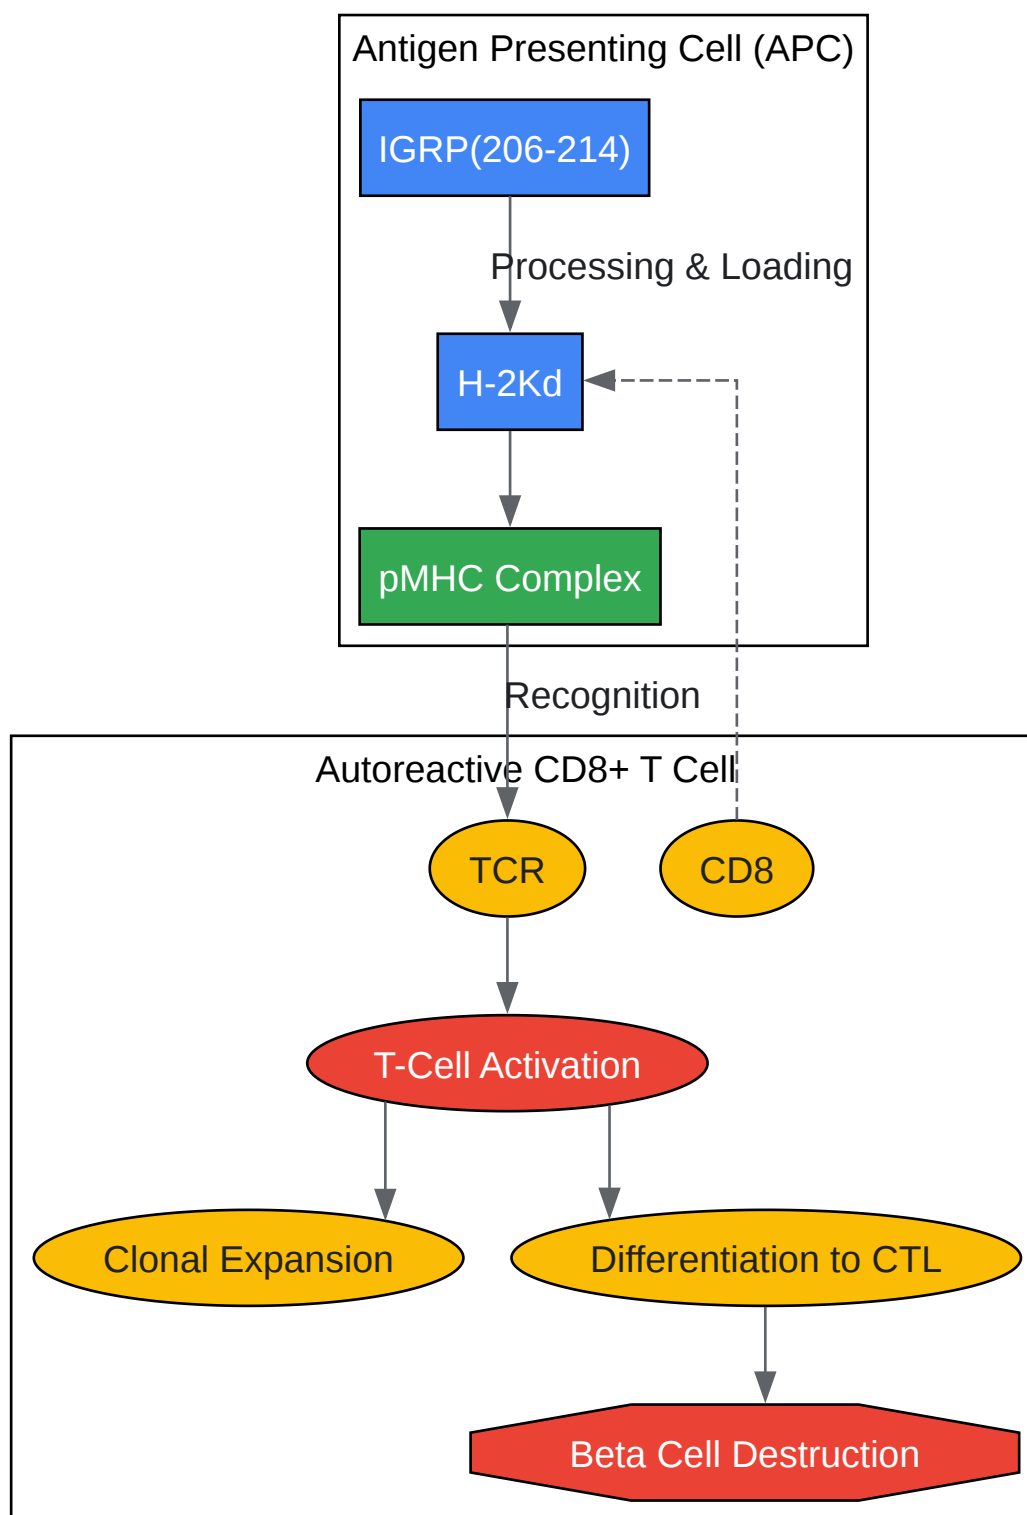 Antigen Presenting Cell (APC)
IGRP(206-214)
Processing & Loading
H-2Kd
pMHC Complex
Recognition
Autoreactive CD8+ T Cell
TCR
CD8
T-Cell Activation
Clonal Expansion
Differentiation to CTL
Beta Cell Destruction